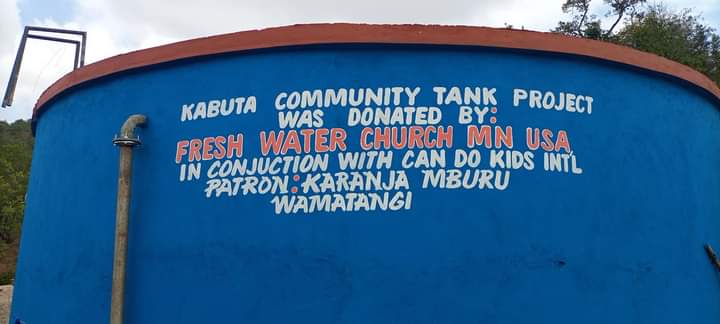 KABUTA COMMUNITY TANK PROJECT
WAS DONATED BY:
FRESH WATER CHURCH MN USA
IN CONJUCTION WITH CAN DO KIDS INT'L
PATRON: KARANJA MBURU
WAMATANGI